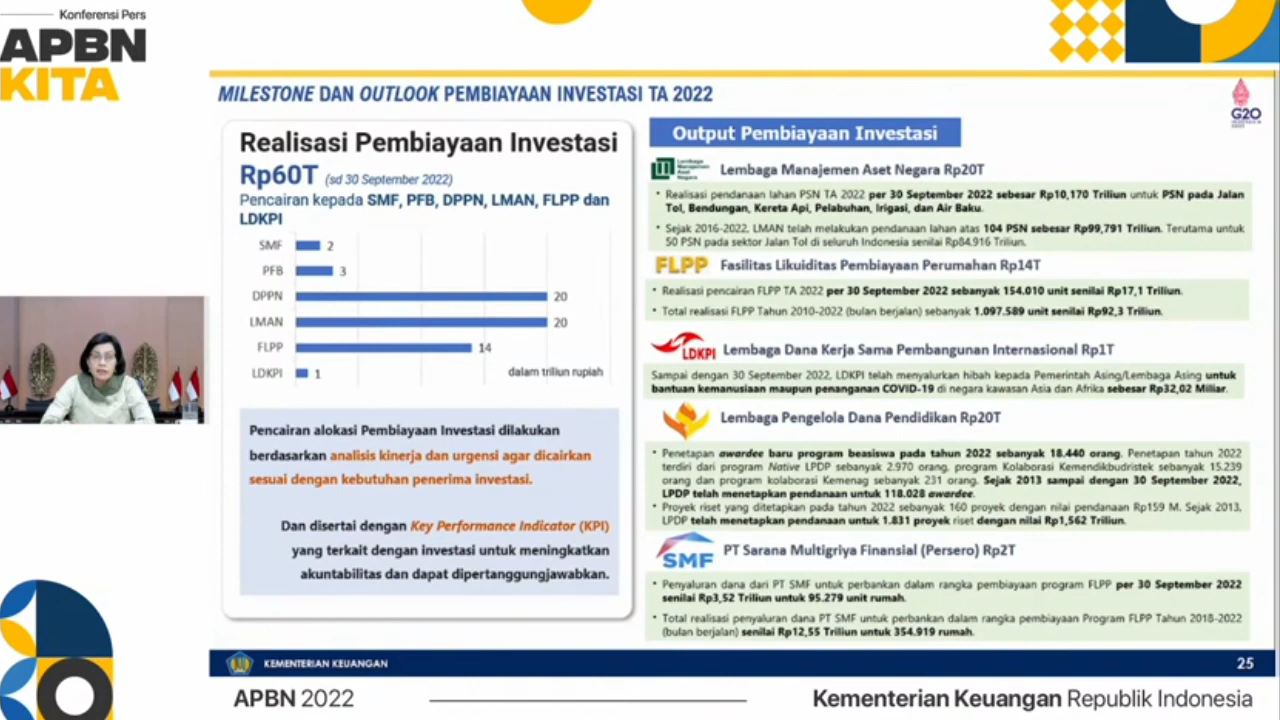 Konferensi Pers
APBN
KITA
MILESTONE DAN OUTLOOK PEMBIAYAAN INVESTASI TA 2022
G20
Realisasi Pembiayaan Investasi
Rp60T (sd 30 September 2022)
Pencairan kepada SMF, PFB, DPPN, LMAN, FLPP dan
LDKPI
SMF 2
PFB 3
DPPN 20
LMAN 20
FLPP 14
LDKPI 1
dalam triliun rupiah
Pencairan alokasi Pembiayaan Investasi dilakukan
berdasarkan analisis kinerja dan urgensi agar dicairkan
sesuai dengan kebutuhan penerima investasi.
Dan disertai dengan Key Performance Indicator (KPI)
yang terkait dengan investasi untuk meningkatkan
akuntabilitas dan dapat dipertanggungjawabkan.
Output Pembiayaan Investasi
Lembaga
Manajemen
Aset
Negara
Lembaga Manajemen Aset Negara Rp20T
• Realisasi pendanaan lahan PSN TA 2022 per 30 September 2022 sebesar Rp10,170 Triliun untuk PSN pada Jalan
Tol, Bendungan, Kereta Api, Pelabuhan, Irigasi, dan Air Baku.
• Sejak 2016-2022, LMAN telah melakukan pendanaan lahan atas 104 PSN sebesar Rp99,791 Triliun. Terutama untuk
50 PSN pada sektor Jalan Tol di seluruh Indonesia senilai Rp84,916 Triliun.
FLPP Fasilitas Likuiditas Pembiayaan Perumahan Rp14T
• Realisasi pencairan FLPP TA 2022 per 30 September 2022 sebanyak 154.010 unit senilai Rp17,1 Triliun.
• Total realisasi FLPP Tahun 2010-2022 (bulan berjalan) sebanyak 1.097.589 unit senilai Rp92,3 Triliun.
LDKPI Lembaga Dana Kerja Sama Pembangunan Internasional Rp1T
Sampai dengan 30 September 2022, LDKPI telah menyalurkan hibah kepada Pemerintah Asing/Lembaga Asing untuk
bantuan kemanusiaan maupun penanganan COVID-19 di negara kawasan Asia dan Afrika sebesar Rp32,02 Miliar.
Lembaga Pengelola Dana Pendidikan Rp20T
• Penetapan awardee baru program beasiswa pada tahun 2022 sebanyak 18.440 orang. Penetapan tahun 2022
terdiri dari program Native LPDP sebanyak 2.970 orang, program Kolaborasi Kemendikbudristek sebanyak 15.239
orang dan program kolaborasi Kemenag sebanyak 231 orang. Sejak 2013 sampai dengan 30 September 2022,
LPDP telah menetapkan pendanaan untuk 118.028 awardee.
• Proyek riset yang ditetapkan pada tahun 2022 sebanyak 160 proyek dengan nilai pendanaan Rp159 M. Sejak 2013,
LPDP telah menetapkan pendanaan untuk 1.831 proyek riset dengan nilai Rp1,562 Triliun.
SMF PT Sarana Multigriya Finansial (Persero) Rp2T
• Penyaluran dana dari PT SMF untuk perbankan dalam rangka pembiayaan program FLPP per 30 September 2022
senilai Rp3,52 Triliun untuk 95.279 unit rumah.
• Total realisasi penyaluran dana PT SMF untuk perbankan dalam rangka pembiayaan Program FLPP Tahun 2018-2022
(bulan berjalan) senilai Rp12,55 Triliun untuk 354.919 rumah.
KEMENTERIAN KEUANGAN 25
APBN 2022 Kementerian Keuangan Republik Indonesia